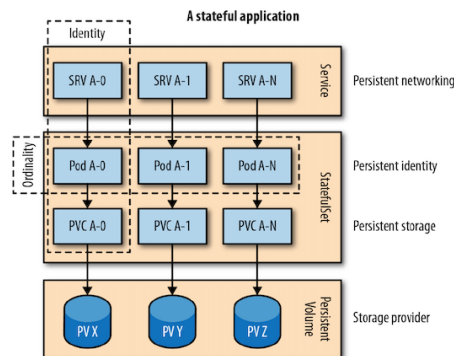 A stateful application
Identity
SRV A-0 SRV A-1 SRV A-N
Service
Persistent networking
Ordinality
Pod A-0 Pod A-1 Pod A-N
Persistent identity
StatefulSet
PVC A-0 PVC A-1 PVC A-N
Persistent storage
PV X PV Y PV Z
Persistent
Volume
Storage provider